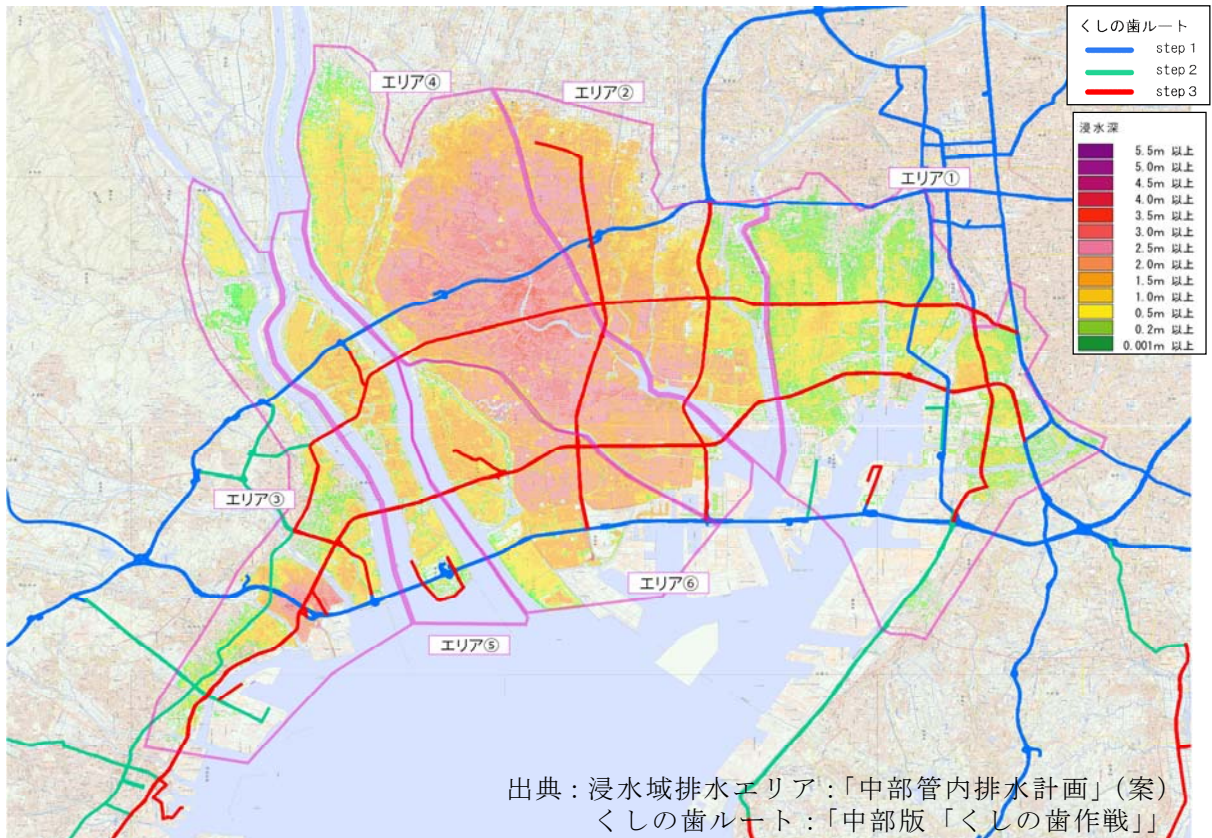 くしの歯ルート
step 1
step 2
step 3
浸水深
5.5m 以上
5.0m 以上
4.5m 以上
4.0m 以上
3.5m 以上
3.0m 以上
2.5m 以上
2.0m 以上
1.5m 以上
1.0m 以上
0.5m 以上
0.2m 以上
0.001m 以上
エリア④
エリア②
エリア①
エリア③
エリア⑥
エリア⑤
出典：浸水域排水エリア：「中部管内排水計画」（案）
くしの歯ルート：「中部版「くしの歯作戦」」